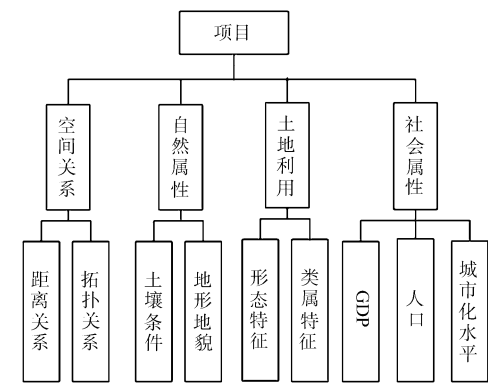 项目
空间关系
自然属性
土地利用
社会属性
距离关系
拓扑关系
土壤条件
地形地貌
形态特征
类属特征
GDP
人口
城市化水平